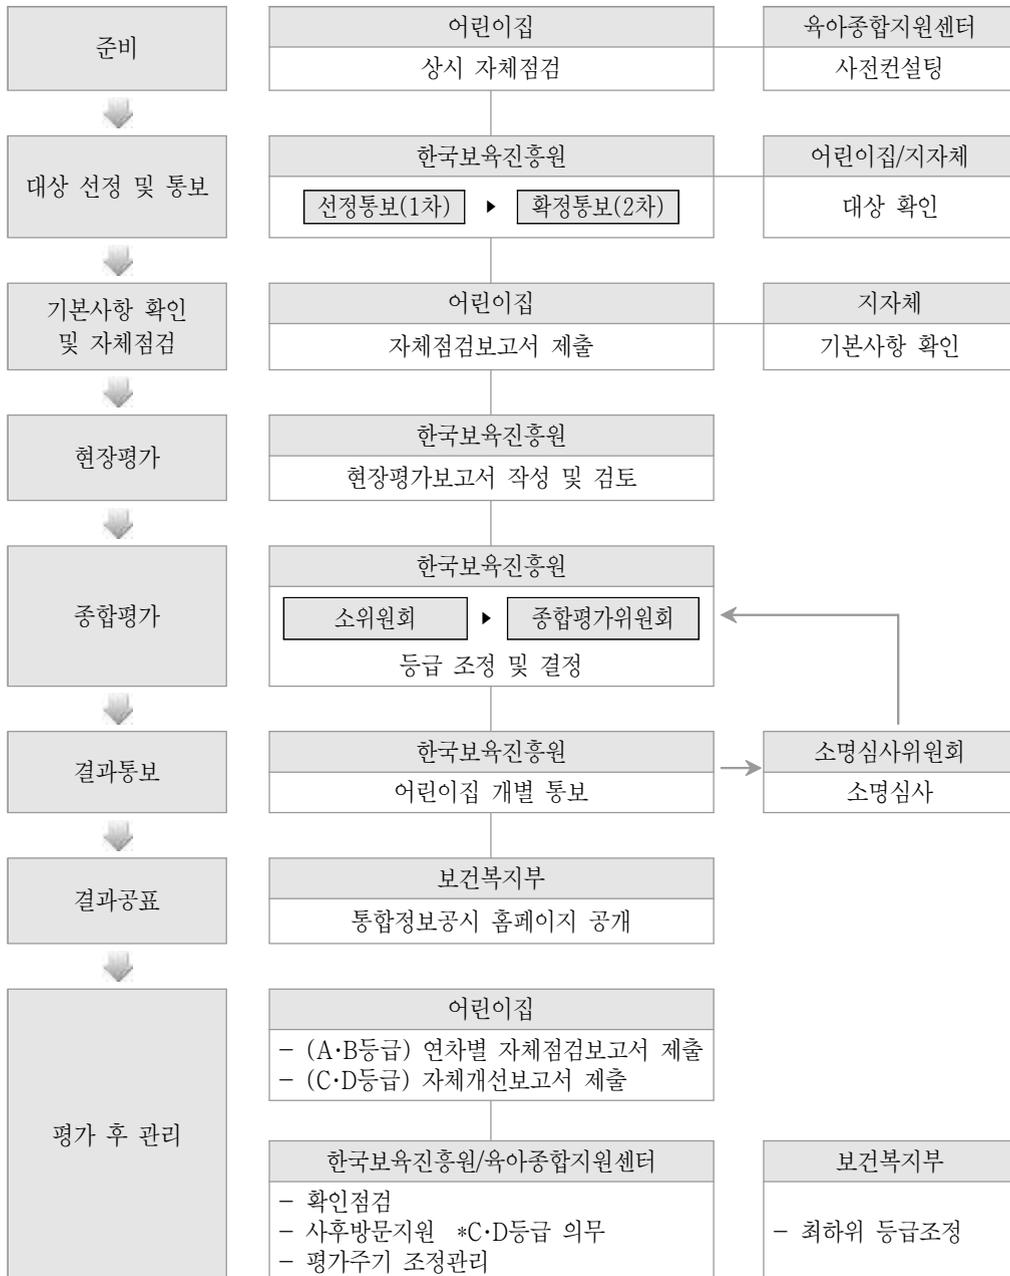 준비
어린이집
상시 자체점검
육아종합지원센터
사전컨설팅
대상 선정 및 통보
한국보육진흥원
선정통보(1차) ▶ 확정통보(2차)
어린이집/지자체
대상 확인
기본사항 확인
및 자체점검
어린이집
자체점검보고서 제출
지자체
기본사항 확인
현장평가
한국보육진흥원
현장평가보고서 작성 및 검토
종합평가
한국보육진흥원
소위원회 ▶ 종합평가위원회
등급 조정 및 결정
결과통보
한국보육진흥원
어린이집 개별 통보
소명심사위원회
소명심사
결과공표
보건복지부
통합정보공시 홈페이지 공개
평가 후 관리
어린이집
- (A·B등급) 연차별 자체점검보고서 제출
- (C·D등급) 자체개선보고서 제출
한국보육진흥원/육아종합지원센터
- 확인점검
- 사후방문지원 *C·D등급 의무
- 평가주기 조정관리
보건복지부
- 최하위 등급조정